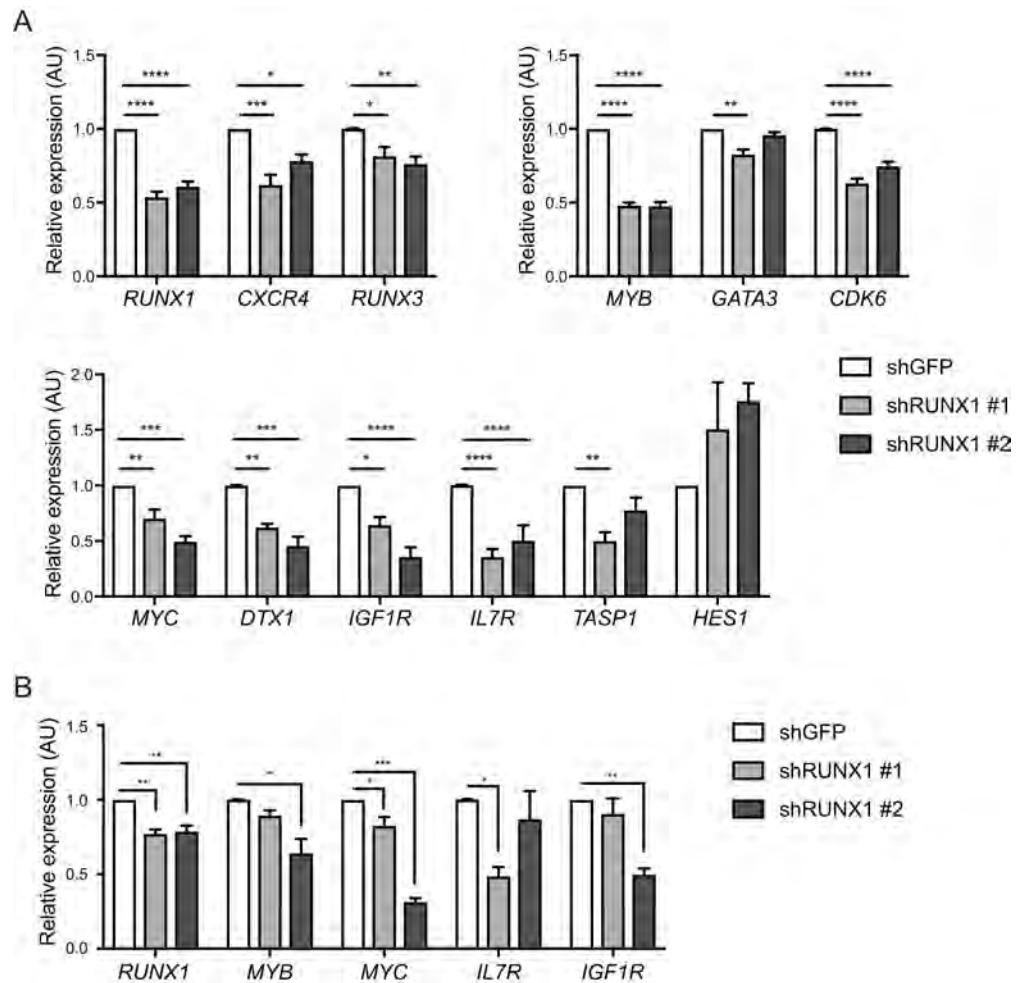 A
Relative expression (AU)
1.5
1.0
0.5
0.0
****
****
*
***
**
*
RUNX1 CXCR4 RUNX3
Relative expression (AU)
1.5
1.0
0.5
0.0
****
****
**
****
****
MYB GATA3 CDK6
Relative expression (AU)
2.0
1.5
1.0
0.5
0.0
***
**
***
**
****
*
****
****
**
MYC DTX1 IGF1R IL7R TASP1 HES1
shGFP
shRUNX1 #1
shRUNX1 #2
B
Relative expression (AU)
1.5
1.0
0.5
0.0
***
*
*
RUNX1 MYB MYC IL7R IGF1R
shGFP
shRUNX1 #1
shRUNX1 #2